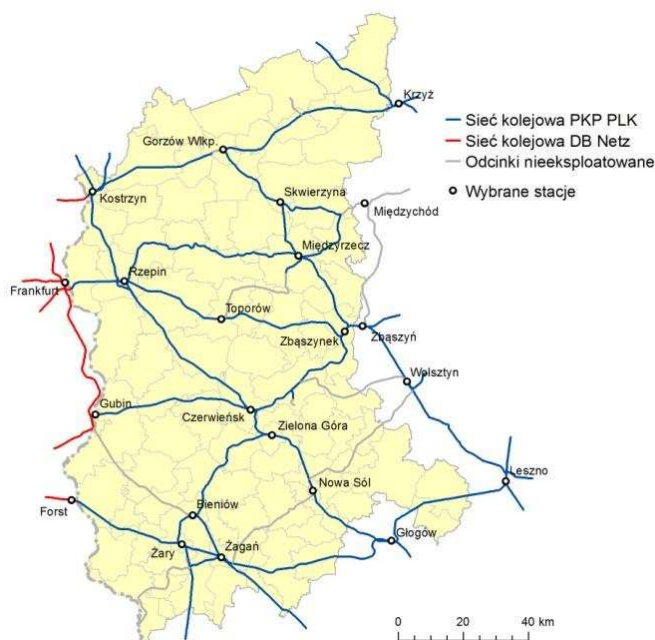 Krzyż
Sieć kolejowa PKP PLK
Sieć kolejowa DB Netz
Odcinki nieeksploatowane
Wybrane stacje
Gorzów Wlkp.
Kostrzyn
Skwierzyna
Międzychód
Międzyrzecz
Rzepin
Frankfurt
Toporów
Zbąszynek
Zbąszyń
Wolsztyn
Gubin
Czerwieńsk
Zielona Góra
Leszno
Nowa Sól
Forst
Bieniów
Głogów
Żary
Żagań
0 20 40 km